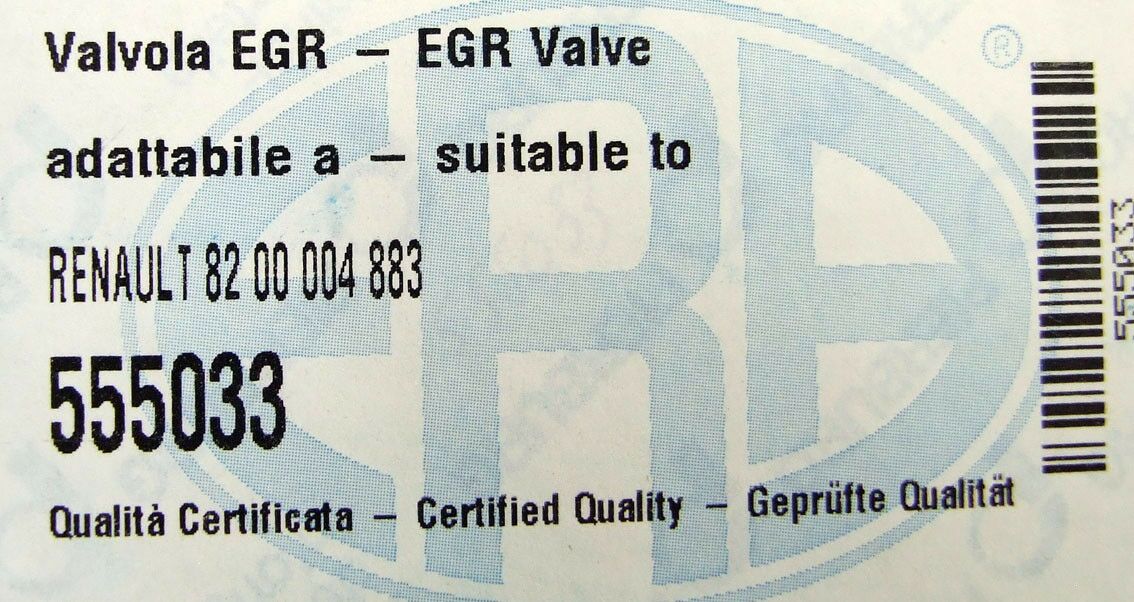 Valvola EGR – EGR Valve
adattabile a – suitable to
RENAULT 82 00 004 883
555033
Qualità Certificata – Certified Quality – Geprüfte Qualität
ERA
®
555033